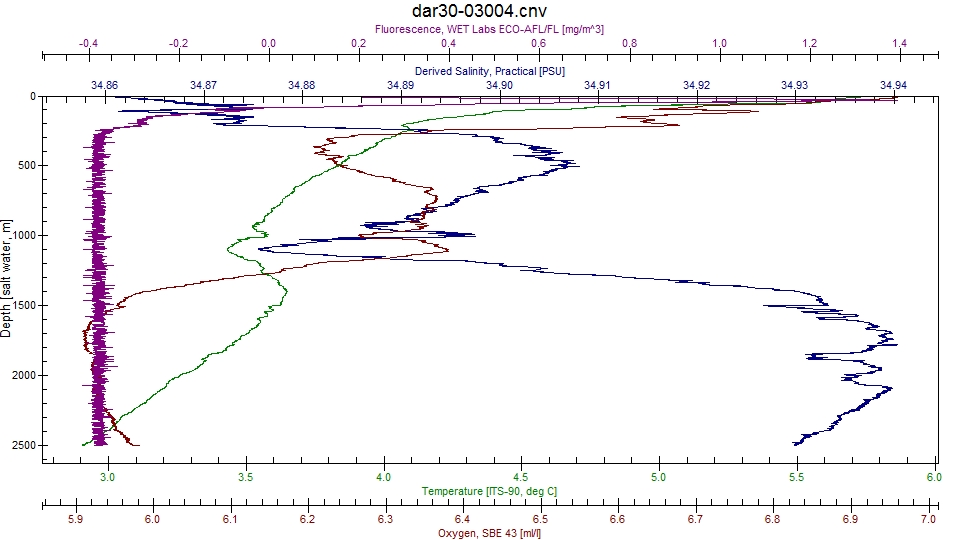 dar30-03004.cnv
Fluorescence, WET Labs ECO-AFL/FL [mg/m^3]
-0.4 -0.2 0.0 0.2 0.4 0.6 0.8 1.0 1.2 1.4
Derived Salinity, Practical [PSU]
34.86 34.87 34.88 34.89 34.90 34.91 34.92 34.93 34.94
0
500
1000
1500
2000
2500
Depth [salt water, m]
3.0 3.5 4.0 4.5 5.0 5.5 6.0
Temperature [ITS-90, deg C]
5.9 6.0 6.1 6.2 6.3 6.4 6.5 6.6 6.7 6.8 6.9 7.0
Oxygen, SBE 43 [ml/l]